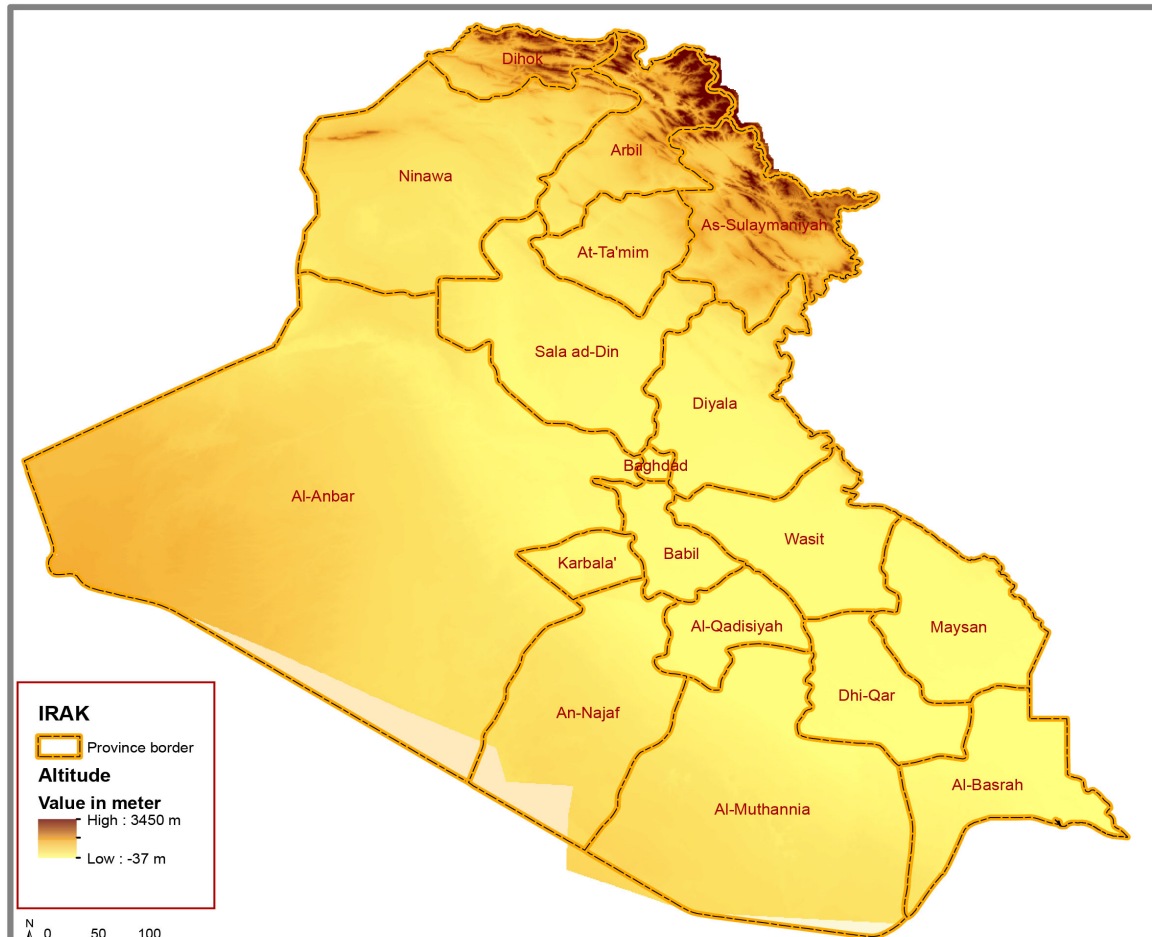 Dihok
Arbil
Ninawa
As-Sulaymaniyah
At-Ta'mim
Sala ad-Din
Diyala
Baghdad
Al-Anbar
Wasit
Babil
Karbala'
Al-Qadisiyah
Maysan
Dhi-Qar
An-Najaf
Al-Basrah
Al-Muthannia
IRAK
Province border
Altitude
Value in meter
High : 3450 m
Low : -37 m
N
0 50 100